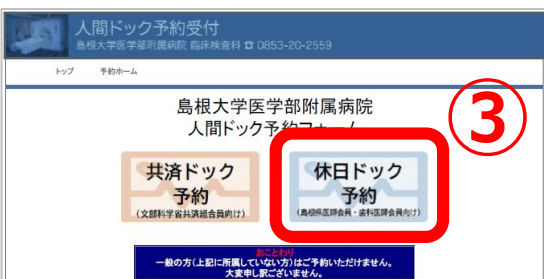 人間ドック予約受付
島根大学医学部附属病院 臨床検査科 ☎ 0853-20-2559
トップ 予約ホーム
島根大学医学部附属病院
人間ドック予約フォーム
③
共済ドック
予約
(文部科学省共済組合員向け)
休日ドック
予約
(島根県医師会員・歯科医師会員向け)
おことわり
一般の方(上記に所属していない方)はご予約いただけません。
大変申し訳ございません。